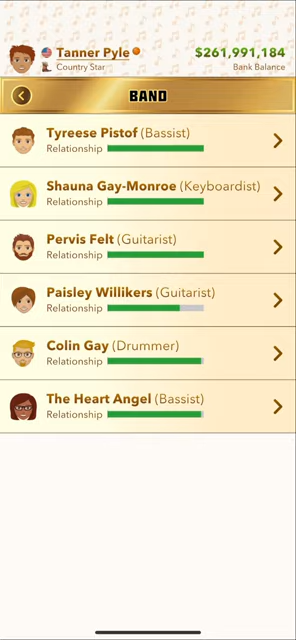 Tanner Pyle
$261,991,184
Country Star
Bank Balance
BAND
Tyreese Pistof (Bassist)
Relationship
Shauna Gay-Monroe (Keyboardist)
Relationship
Pervis Felt (Guitarist)
Relationship
Paisley Willikers (Guitarist)
Relationship
Colin Gay (Drummer)
Relationship
The Heart Angel (Bassist)
Relationship